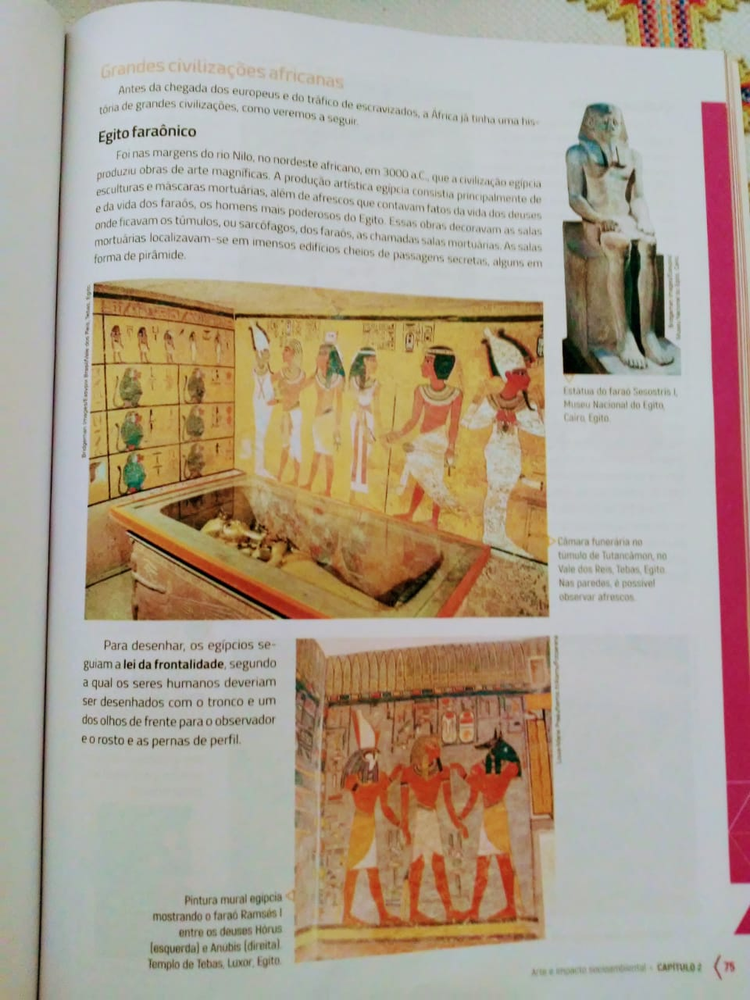 Grandes civilizações africanas
Antes da chegada dos europeus e do tráfico de escravizados, a África já tinha uma his-
tória de grandes civilizações, como veremos a seguir.
Egito faraônico
Foi nas margens do rio Nilo, no nordeste africano, em 3000 a.C., que a civilização egípcia
produziu obras de arte magníficas. A produção artística egípcia consistia principalmente de
esculturas e máscaras mortuárias, além de afrescos que contavam fatos da vida dos deuses
e da vida dos faraós, os homens mais poderosos do Egito. Essas obras decoravam as salas
onde ficavam os túmulos, ou sarcófagos, dos faraós, as chamadas salas mortuárias. As salas
mortuárias localizavam-se em imensos edifícios cheios de passagens secretas, alguns em
forma de pirâmide.
Bridgeman Images/Easypix Brasil/Vale dos Reis, Tebas, Egito.
Bridgeman Images/Easypix
Museu Nacional do Egito, Cairo
Estátua do faraó Sesostris I,
Museu Nacional do Egito,
Cairo, Egito.
Câmara funerária no
túmulo de Tutancâmon, no
Vale dos Reis, Tebas, Egito.
Nas paredes, é possível
observar afrescos.
Para desenhar, os egípcios se-
guiam a lei da frontalidade, segundo
a qual os seres humanos deveriam
ser desenhados com o tronco e um
dos olhos de frente para o observador
e o rosto e as pernas de perfil.
Pintura mural egípcia
mostrando o faraó Ramsés I
entre os deuses Hórus
(esquerda) e Anúbis (direita).
Templo de Tebas, Luxor, Egito.
Arte e impacto socioambiental • CAPÍTULO 2 75